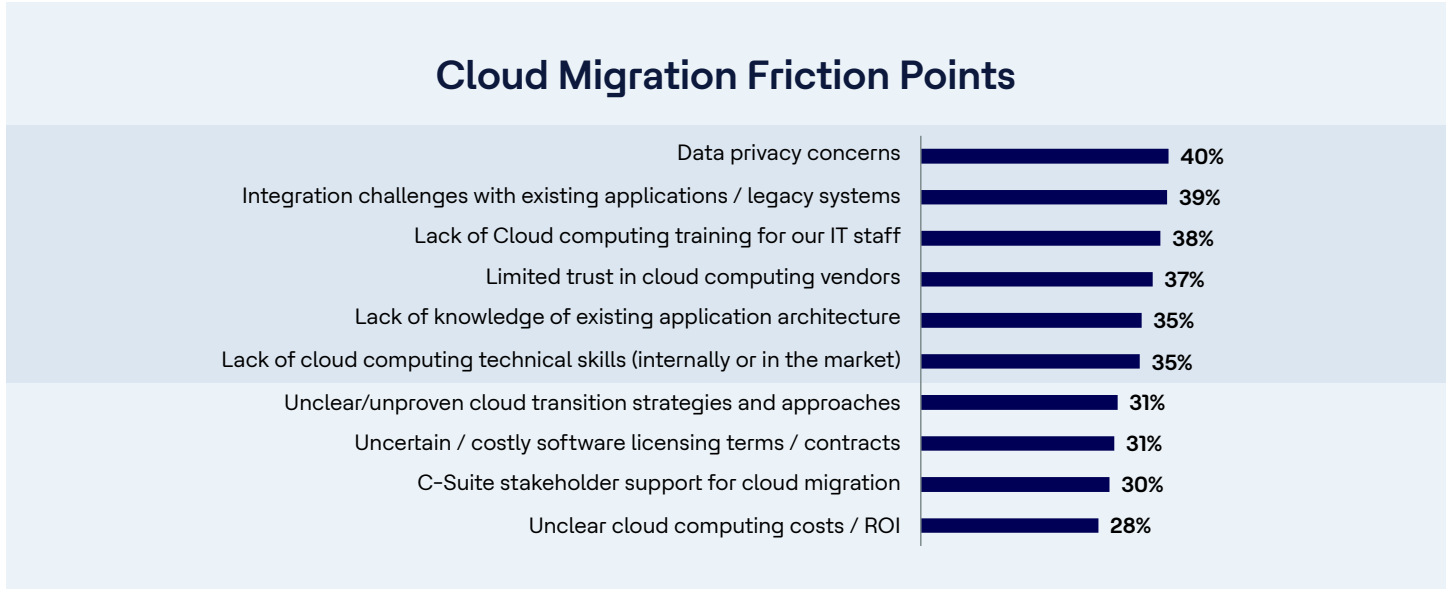 Cloud Migration Friction Points
Data privacy concerns 40%
Integration challenges with existing applications / legacy systems 39%
Lack of Cloud computing training for our IT staff 38%
Limited trust in cloud computing vendors 37%
Lack of knowledge of existing application architecture 35%
Lack of cloud computing technical skills (internally or in the market) 35%
Unclear/unproven cloud transition strategies and approaches 31%
Uncertain / costly software licensing terms / contracts 31%
C-Suite stakeholder support for cloud migration 30%
Unclear cloud computing costs / ROI 28%